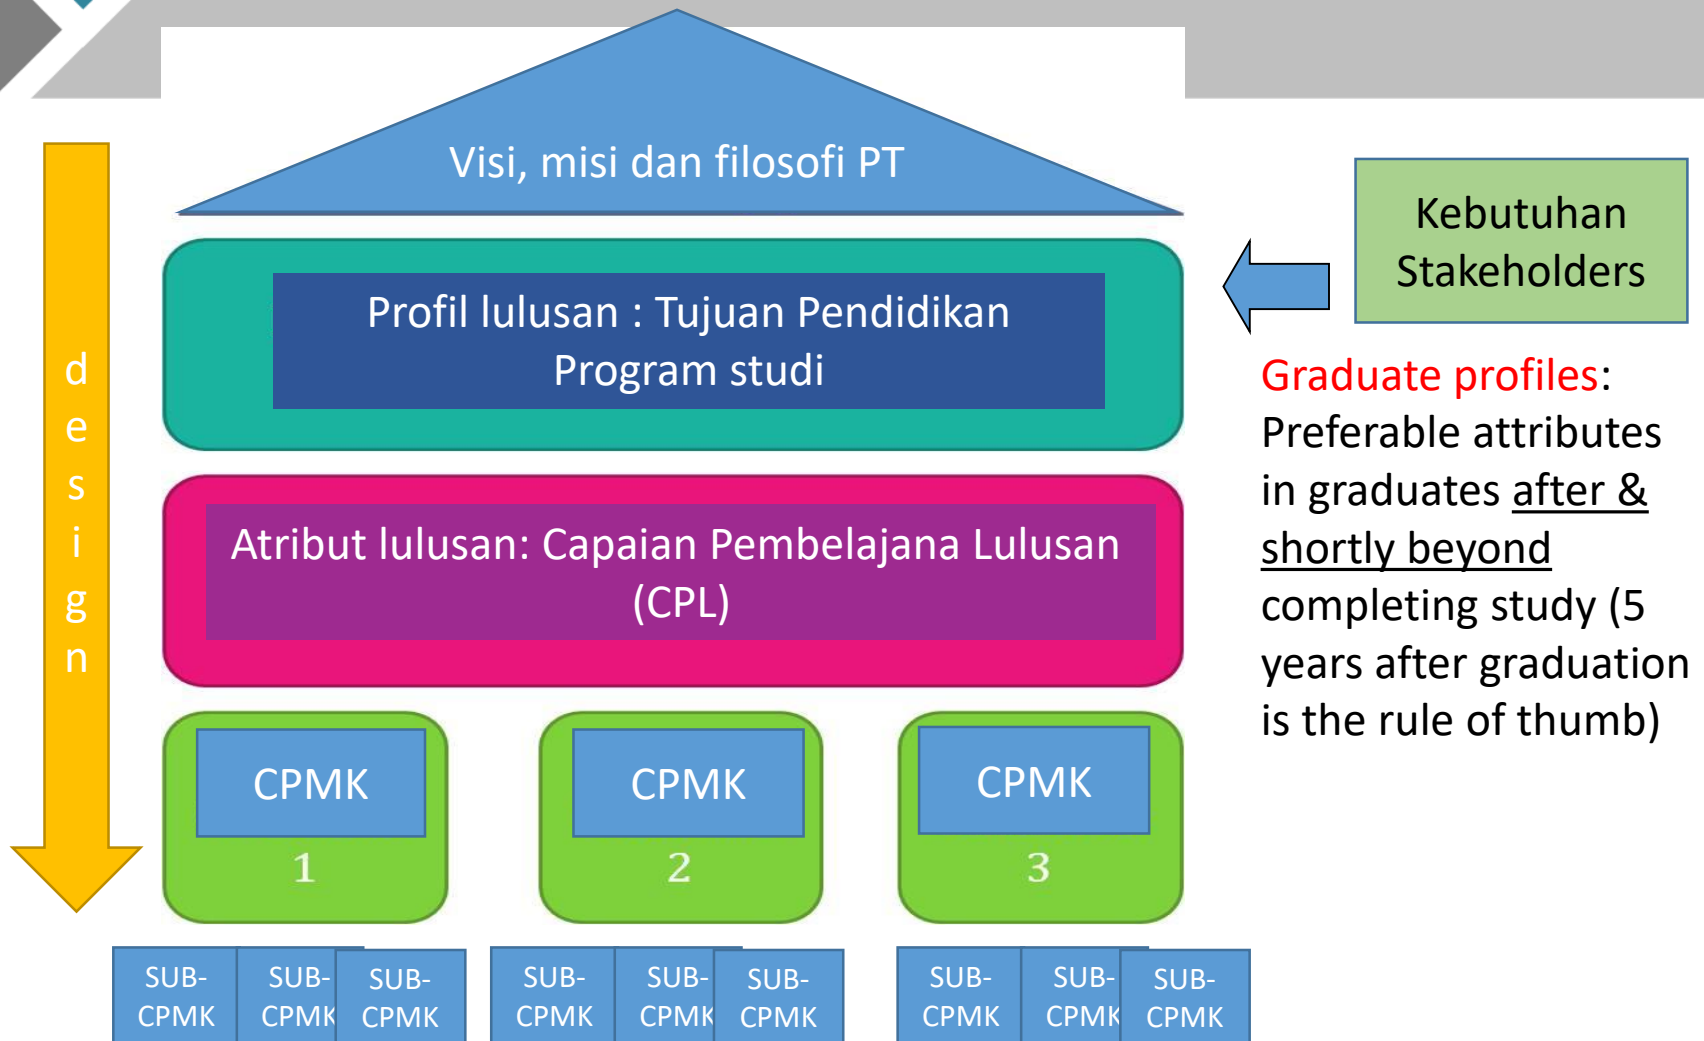 Visi, misi dan filosofi PT
Kebutuhan
Stakeholders
Profil lulusan : Tujuan Pendidikan
Program studi
design
Graduate profiles:
Preferable attributes
in graduates after &
shortly beyond
completing study (5
years after graduation
is the rule of thumb)
Atribut lulusan: Capaian Pembelajana Lulusan
(CPL)
CPMK
1
CPMK
2
CPMK
3
SUB-
CPMK
SUB-
CPMK
SUB-
CPMK
SUB-
CPMK
SUB-
CPMK
SUB-
CPMK
SUB-
CPMK
SUB-
CPMK
SUB-
CPMK